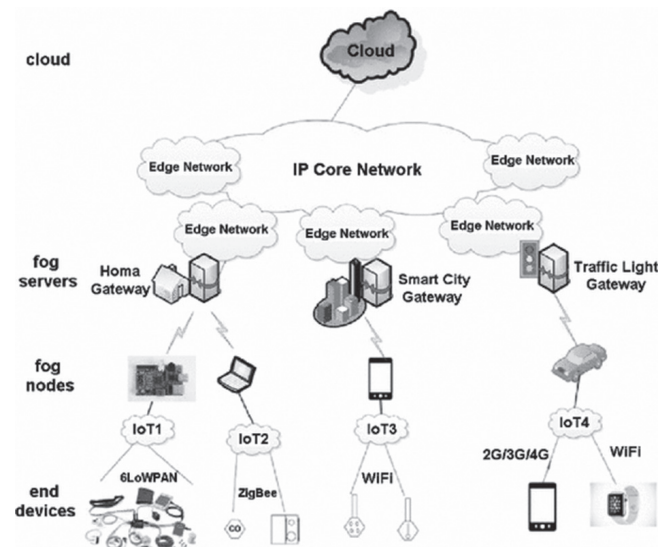 cloud
Cloud
Edge Network
IP Core Network
Edge Network
Edge Network
Edge Network
Edge Network
fog
servers
Homa
Gateway
Smart City
Gateway
Traffic Light
Gateway
fog
nodes
IoT1
IoT2
IoT3
IoT4
6LoWPAN
ZigBee
WiFi
2G/3G/4G
WiFi
end
devices
CO